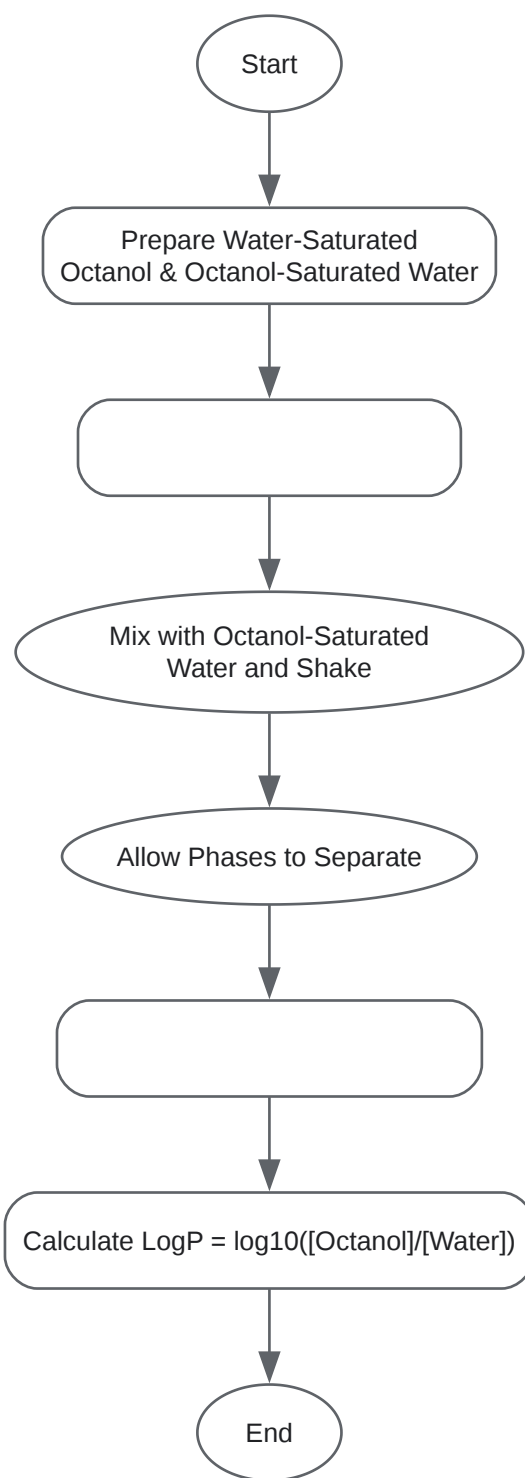 Start
Prepare Water-Saturated
Octanol & Octanol-Saturated Water
Mix with Octanol-Saturated
Water and Shake
Allow Phases to Separate
Calculate LogP = log10([Octanol]/[Water])
End